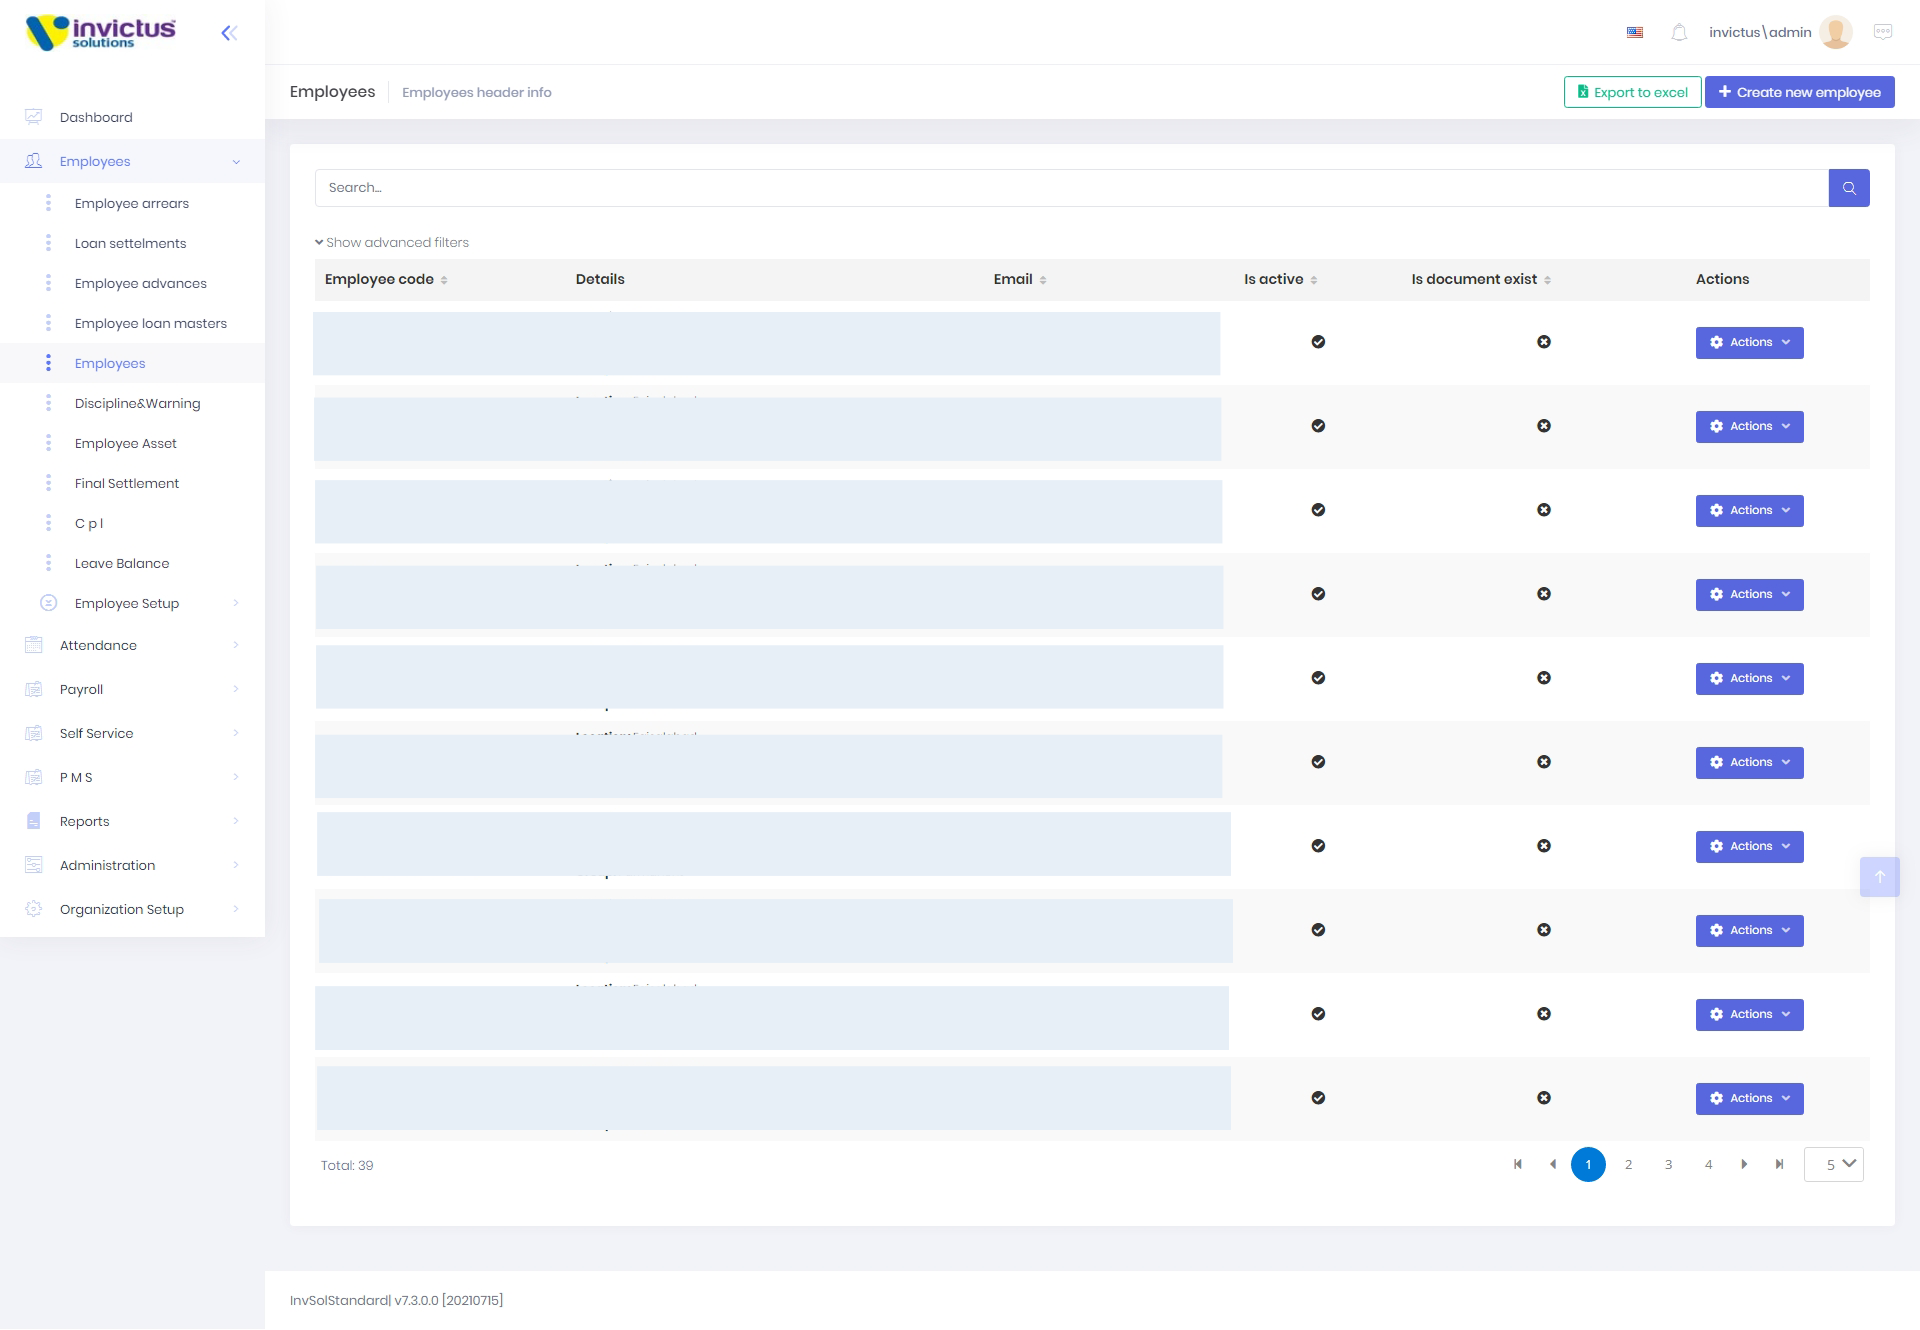 invictus
solutions
invictus\admin
Employees
Employees header info
Export to excel
Create new employee
Dashboard
Employees
Employee arrears
Loan settelments
Employee advances
Employee loan masters
Employees
Discipline&Warning
Employee Asset
Final Settlement
C p l
Leave Balance
Employee Setup
Attendance
Payroll
Self Service
P M S
Reports
Administration
Organization Setup
Search...
Show advanced filters
Employee code Details Email Is active Is document exist Actions
Actions
Actions
Actions
Actions
Actions
Actions
Actions
Actions
Actions
Actions
Total: 39
1 2 3 4 5
InvSolStandard| v7.3.0.0 [20210715]